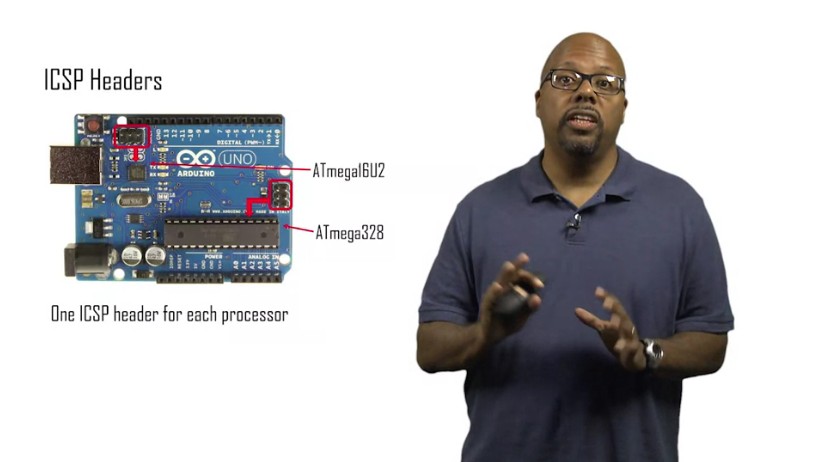 ICSP Headers
DIGITAL (PWM~)
UNO
ARDUINO
ATmega16U2
ATmega328
POWER
ANALOG IN
One ICSP header for each processor